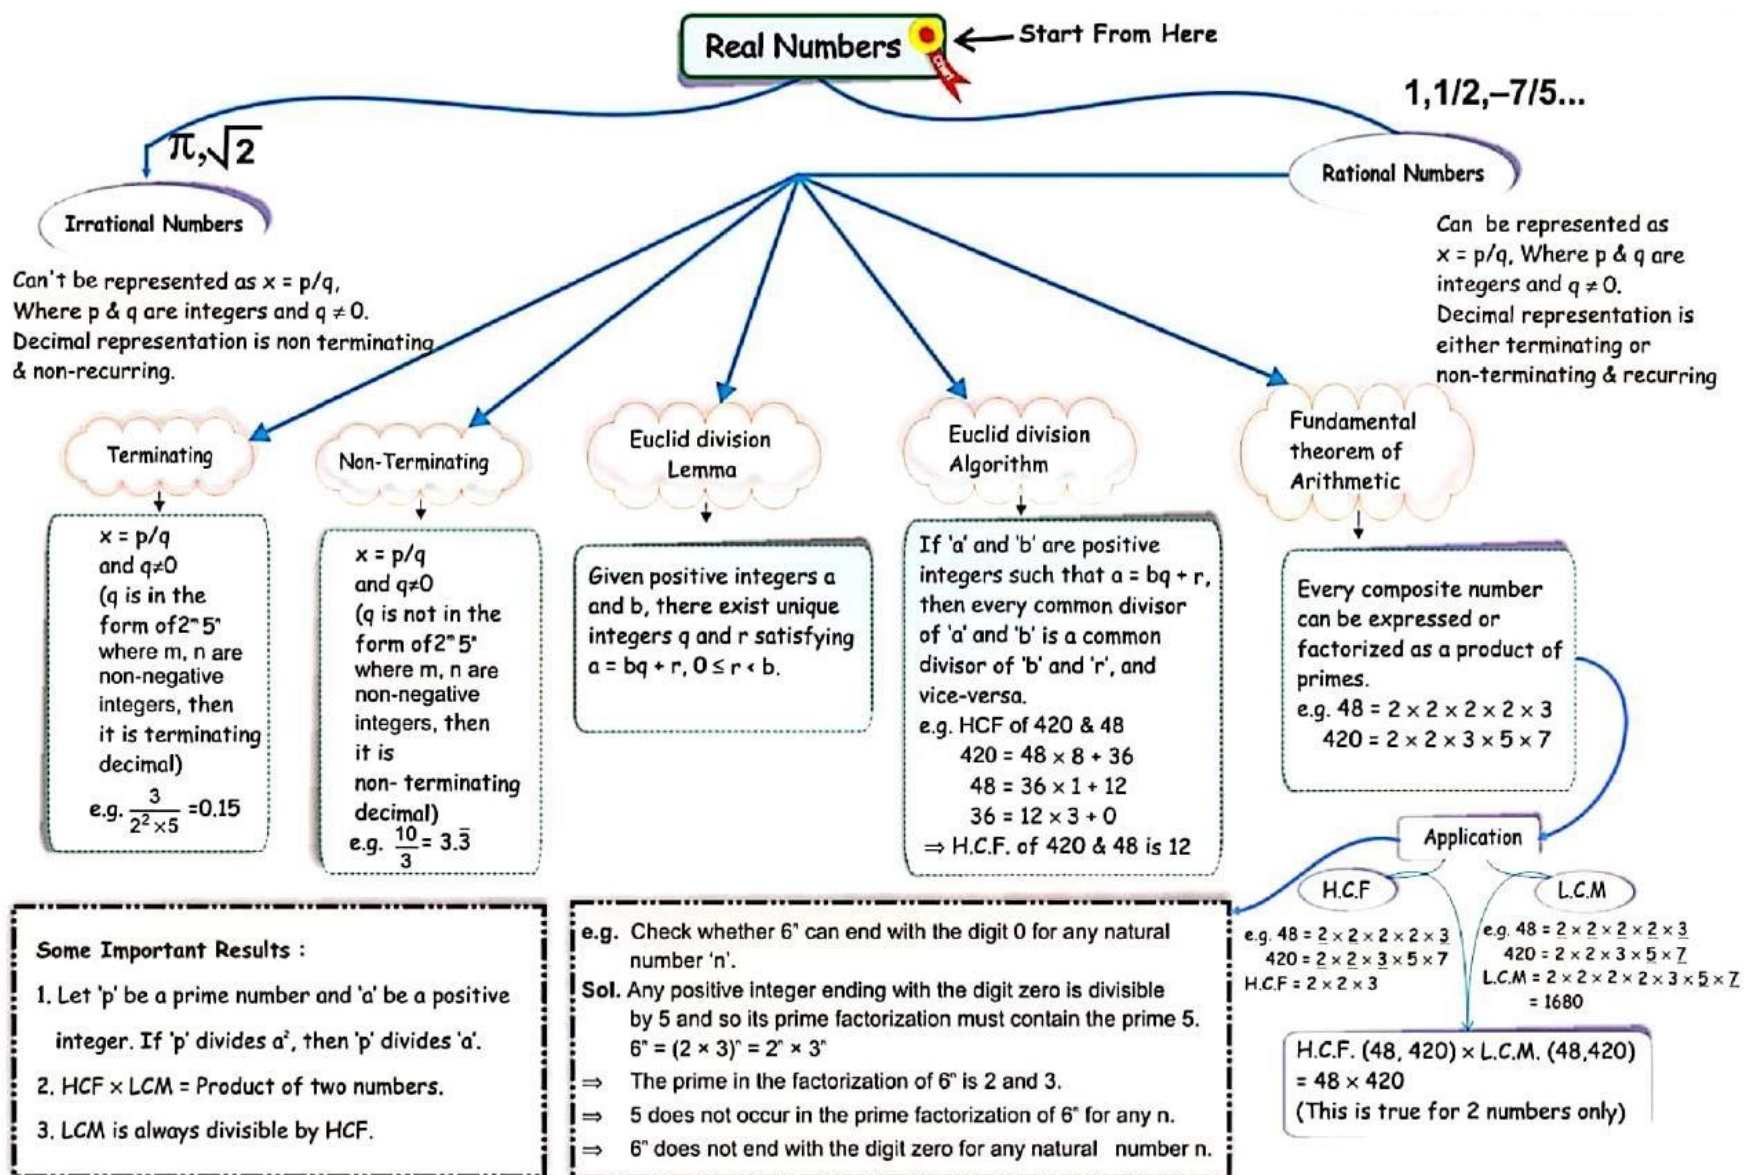 Real Numbers
Chart
Start From Here
π,√2
1,1/2,–7/5...
Irrational Numbers
Rational Numbers
Can't be represented as x = p/q,
Where p & q are integers and q ≠ 0.
Decimal representation is non terminating
& non-recurring.
Can be represented as
x = p/q, Where p & q are
integers and q ≠ 0.
Decimal representation is
either terminating or
non-terminating & recurring
Terminating
x = p/q
and q≠0
(q is in the
form of 2ᵐ 5ⁿ
where m, n are
non-negative
integers, then
it is terminating
decimal)
e.g. 3/(2² × 5) = 0.15
Non-Terminating
x = p/q
and q≠0
(q is not in the
form of 2ᵐ 5ⁿ
where m, n are
non-negative
integers, then
it is
non- terminating
decimal)
e.g. 10/3 = 3.3̅
Euclid division
Lemma
Given positive integers a
and b, there exist unique
integers q and r satisfying
a = bq + r, 0 ≤ r < b.
Euclid division
Algorithm
If 'a' and 'b' are positive
integers such that a = bq + r,
then every common divisor
of 'a' and 'b' is a common
divisor of 'b' and 'r', and
vice-versa.
e.g. HCF of 420 & 48
420 = 48 × 8 + 36
48 = 36 × 1 + 12
36 = 12 × 3 + 0
⇒ H.C.F. of 420 & 48 is 12
Fundamental
theorem of
Arithmetic
Every composite number
can be expressed or
factorized as a product of
primes.
e.g. 48 = 2 × 2 × 2 × 2 × 3
420 = 2 × 2 × 3 × 5 × 7
Application
H.C.F
e.g. 48 = 2 × 2 × 2 × 2 × 3
420 = 2 × 2 × 3 × 5 × 7
H.C.F = 2 × 2 × 3
L.C.M
e.g. 48 = 2 × 2 × 2 × 2 × 3
420 = 2 × 2 × 3 × 5 × 7
L.C.M = 2 × 2 × 2 × 2 × 3 × 5 × 7
= 1680
H.C.F. (48, 420) × L.C.M. (48,420)
= 48 × 420
(This is true for 2 numbers only)
Some Important Results :
1. Let 'p' be a prime number and 'a' be a positive
integer. If 'p' divides a², then 'p' divides 'a'.
2. HCF × LCM = Product of two numbers.
3. LCM is always divisible by HCF.
e.g. Check whether 6ⁿ can end with the digit 0 for any natural
number 'n'.
Sol. Any positive integer ending with the digit zero is divisible
by 5 and so its prime factorization must contain the prime 5.
6ⁿ = (2 × 3)ⁿ = 2ⁿ × 3ⁿ
⇒ The prime in the factorization of 6ⁿ is 2 and 3.
⇒ 5 does not occur in the prime factorization of 6ⁿ for any n.
⇒ 6ⁿ does not end with the digit zero for any natural number n.